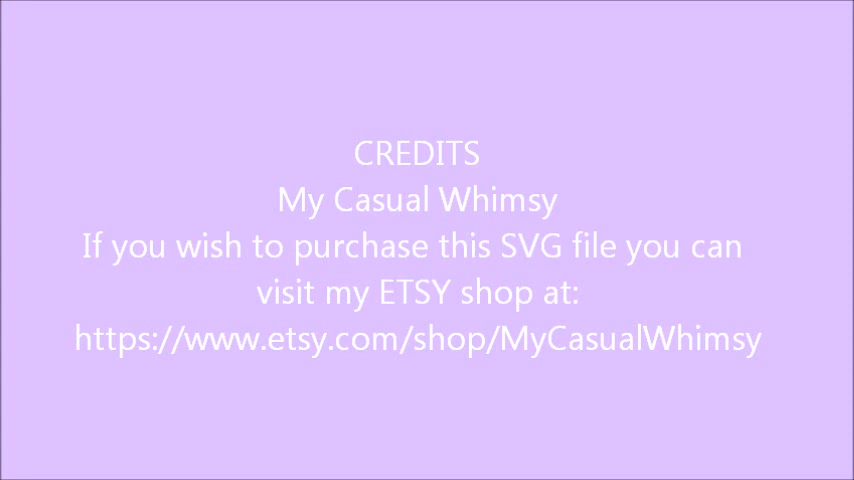 CREDITS
My Casual Whimsy
If you wish to purchase this SVG file you can
visit my ETSY shop at:
https://www.etsy.com/shop/MyCasualWhimsy